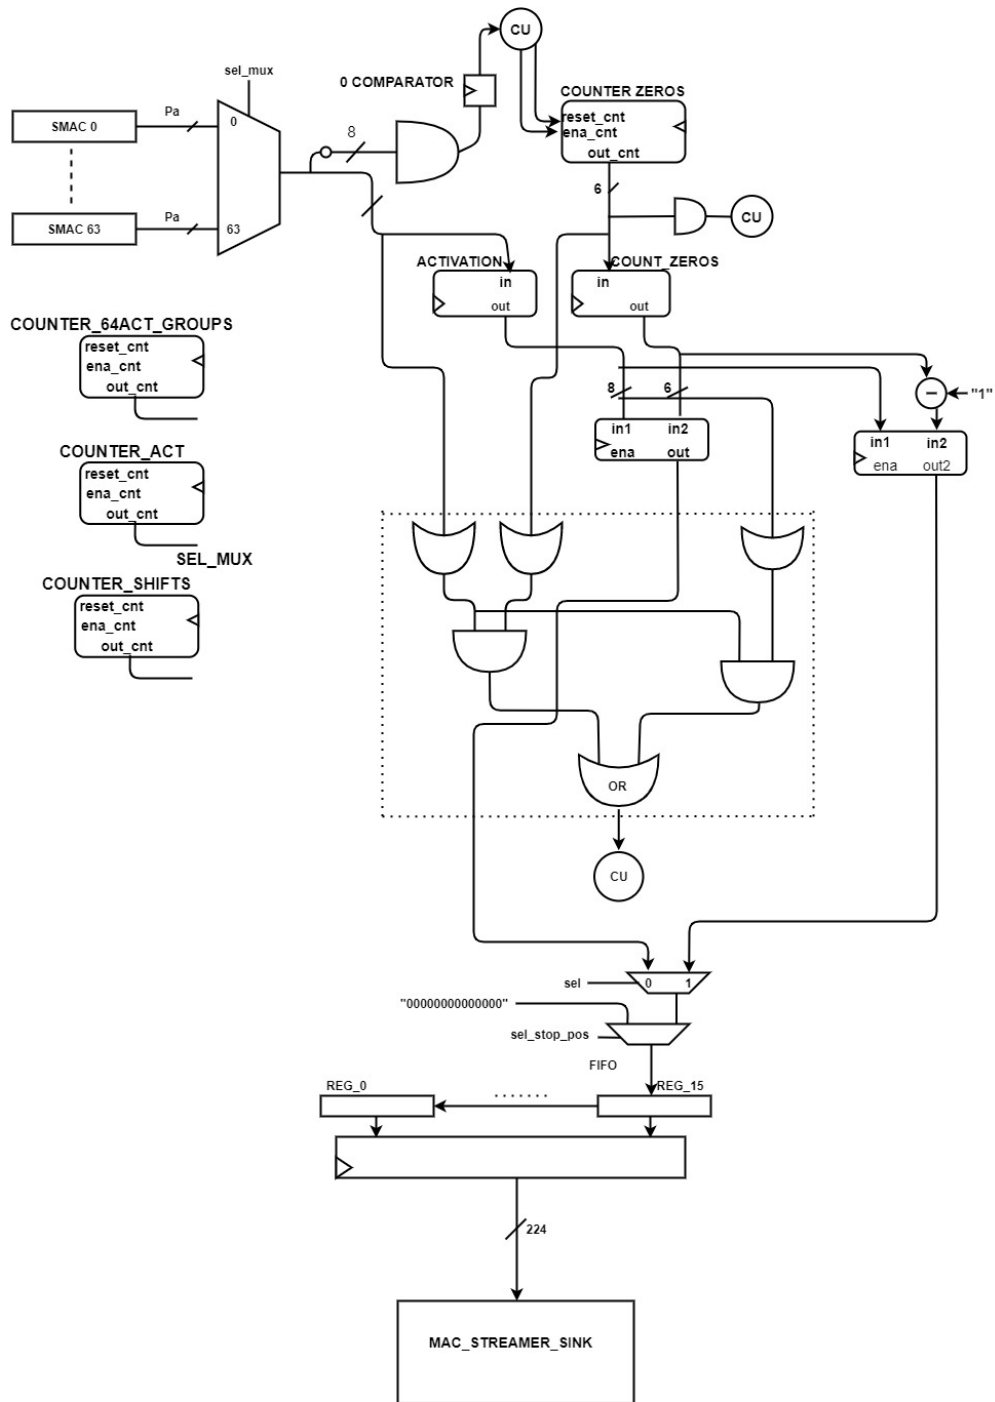 CU
sel_mux
0 COMPARATOR
COUNTER ZEROS
Pa
SMAC 0
0
reset_cnt
ena_cnt
out_cnt
8
6
Pa
SMAC 63
63
CU
ACTIVATION
in
out
COUNT_ZEROS
in
out
COUNTER_64ACT_GROUPS
reset_cnt
ena_cnt
out_cnt
8
6
−
"1"
in1
in2
ena
out
in1
in2
ena
out2
COUNTER_ACT
reset_cnt
ena_cnt
out_cnt
SEL_MUX
COUNTER_SHIFTS
reset_cnt
ena_cnt
out_cnt
OR
CU
sel
0
1
"00000000000000"
sel_stop_pos
FIFO
REG_0
.......
REG_15
224
MAC_STREAMER_SINK